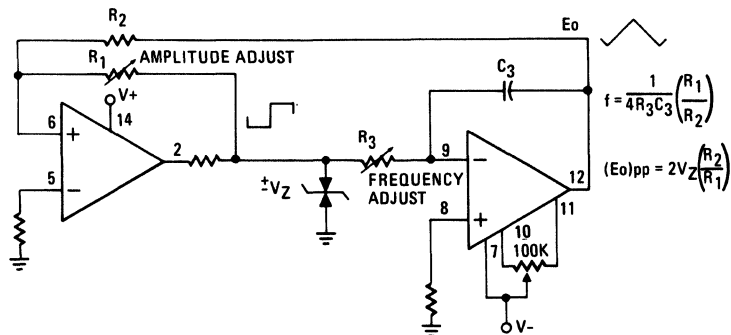 R2
Eo
R1 AMPLITUDE ADJUST
V+
14
6
+
5
−
2
±VZ
R3
FREQUENCY
ADJUST
C3
9
−
8
+
12
11
10
7
100K
V-
f = 1/4R3C3 (R1/R2)
(Eo)pp = 2VZ(R2/R1)